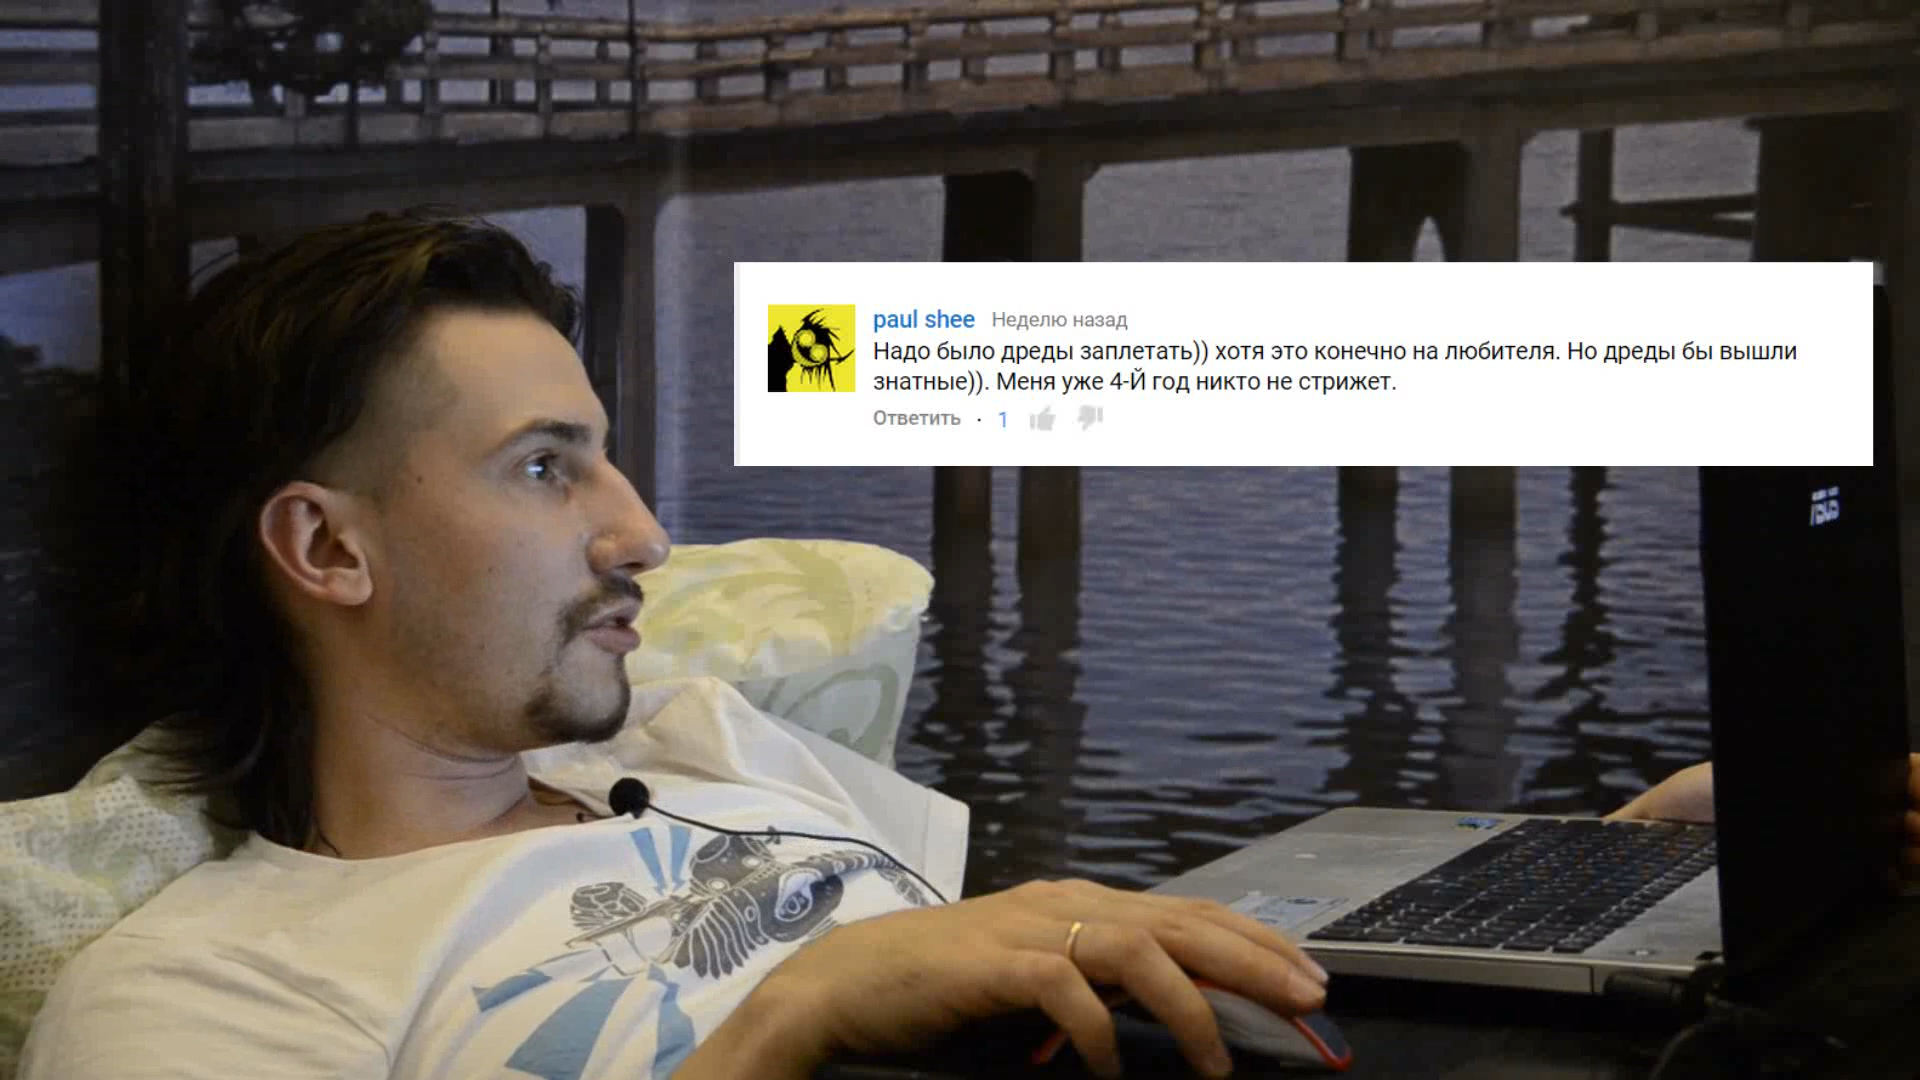 paul shee Неделю назад
Надо было дреды заплетать)) хотя это конечно на любителя. Но дреды бы вышли
знатные)). Меня уже 4-Й год никто не стрижет.
Ответить · 1
ASUS